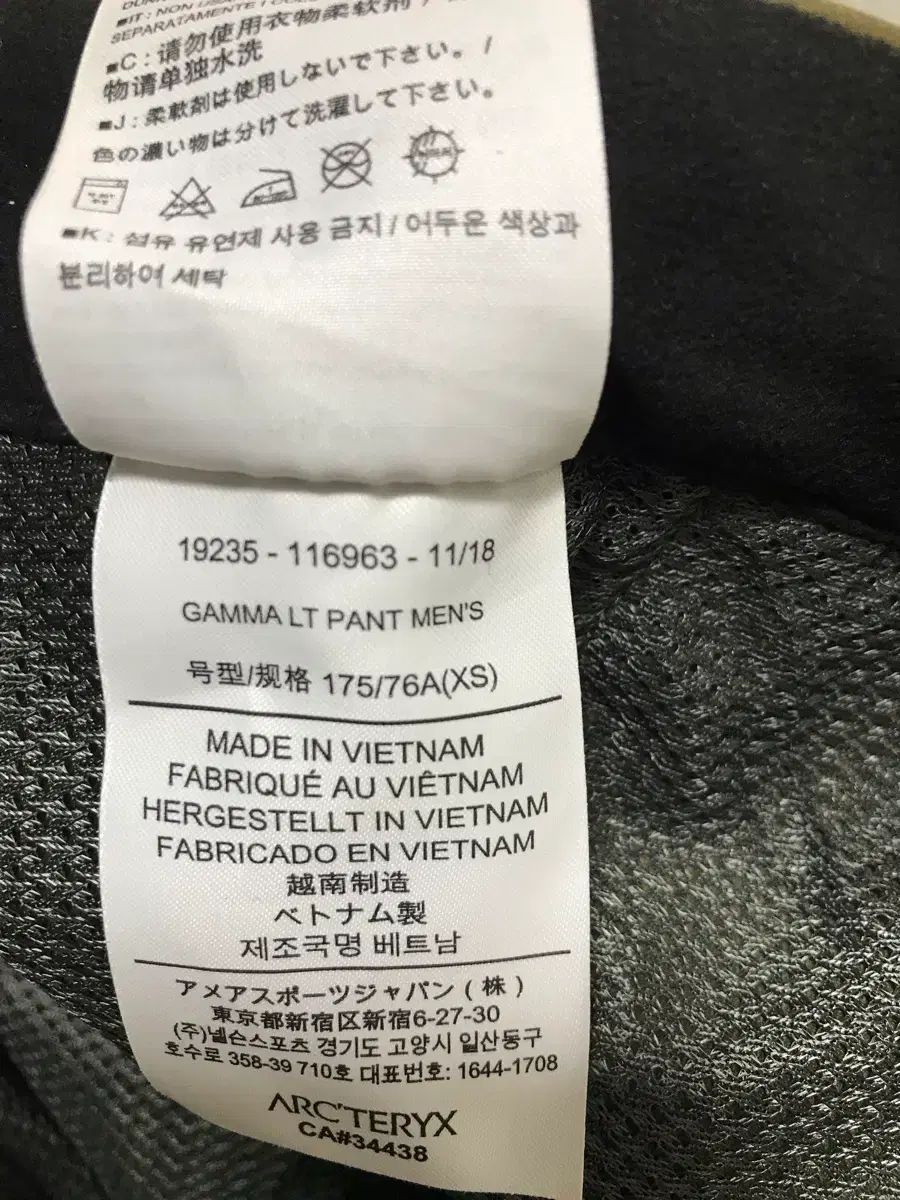 ■IT: NON USA
SEPARATAMENTE / COL
■C : 请勿使用衣物柔软剂 /
物请单独水洗
■J : 柔軟剤は使用しないで下さい。 /
色の濃い物は分けて洗濯して下さい。
■K : 섬유 유연제 사용 금지 / 어두운 색상과
분리하여 세탁
19235 - 116963 - 11/18
GAMMA LT PANT MEN'S
号型/规格 175/76A(XS)
MADE IN VIETNAM
FABRIQUÉ AU VIÊTNAM
HERGESTELLT IN VIETNAM
FABRICADO EN VIETNAM
越南制造
ベトナム製
제조국명 베트남
アメアスポーツジャパン ( 株 )
東京都新宿区新宿6-27-30
(주)넬슨스포츠 경기도 고양시 일산동구
호수로 358-39 710호 대표번호: 1644-1708
ARC'TERYX
CA#34438